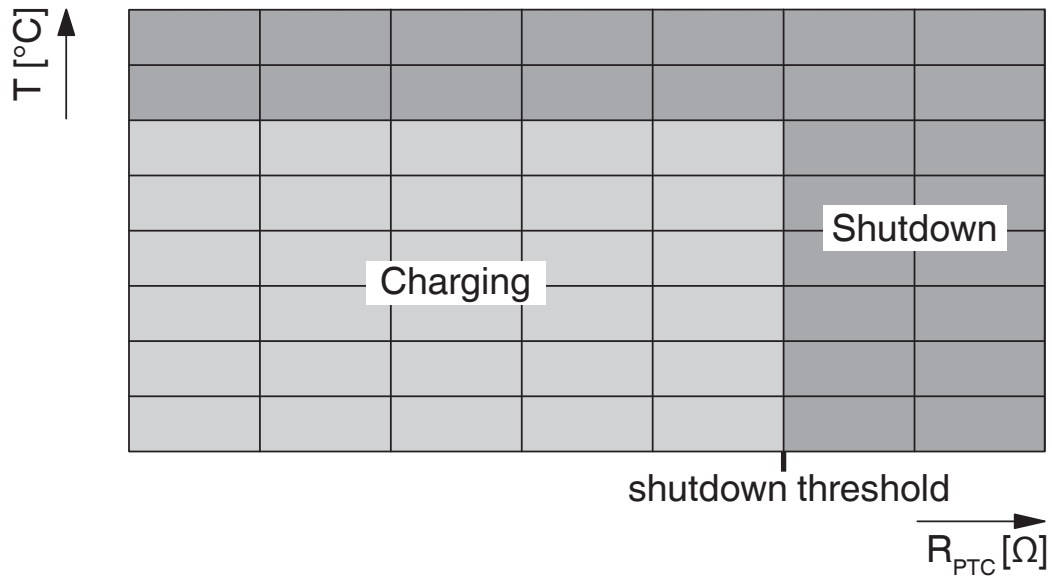 T [°C]
Shutdown
Charging
shutdown threshold
R_PTC [Ω]